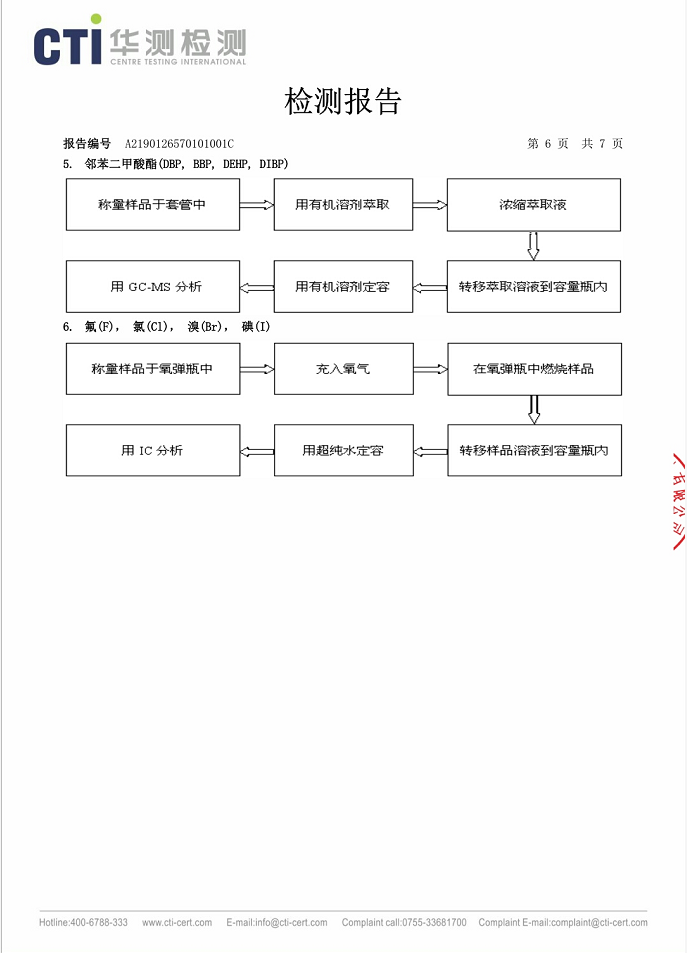 CTI 华测检测
CENTRE TESTING INTERNATIONAL
检测报告
报告编号 A2190126570101001C 第 6 页 共 7 页
5. 邻苯二甲酸酯(DBP, BBP, DEHP, DIBP)
称量样品于套管中 用有机溶剂萃取 浓缩萃取液
用 GC-MS 分析 用有机溶剂定容 转移萃取溶液到容量瓶内
6. 氟(F), 氯(Cl), 溴(Br), 碘(I)
称量样品于氧弹瓶中 充入氧气 在氧弹瓶中燃烧样品
用 IC 分析 用超纯水定容 转移样品溶液到容量瓶内
有限公司
Hotline:400-6788-333 www.cti-cert.com E-mail:info@cti-cert.com Complaint call:0755-33681700 Complaint E-mail:complaint@cti-cert.com